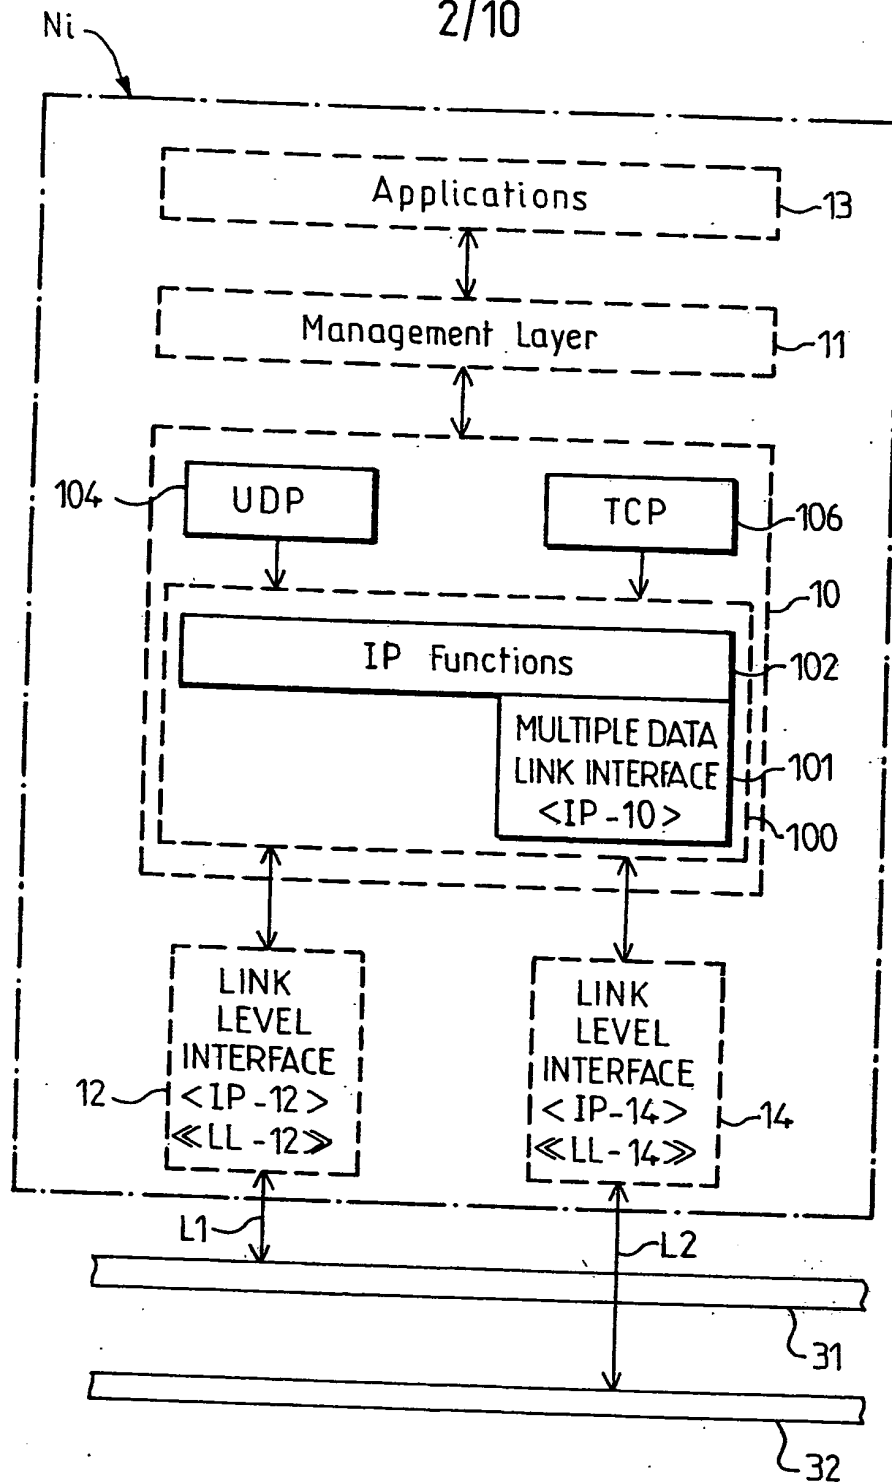 2/10
Ni
Applications
13
Management Layer
11
104
UDP
TCP
106
10
IP Functions
102
MULTIPLE DATA
LINK INTERFACE
<IP-10>
101
100
LINK
LEVEL
INTERFACE
<IP-12>
≪LL-12≫
12
LINK
LEVEL
INTERFACE
<IP-14>
≪LL-14≫
14
L1
L2
31
32